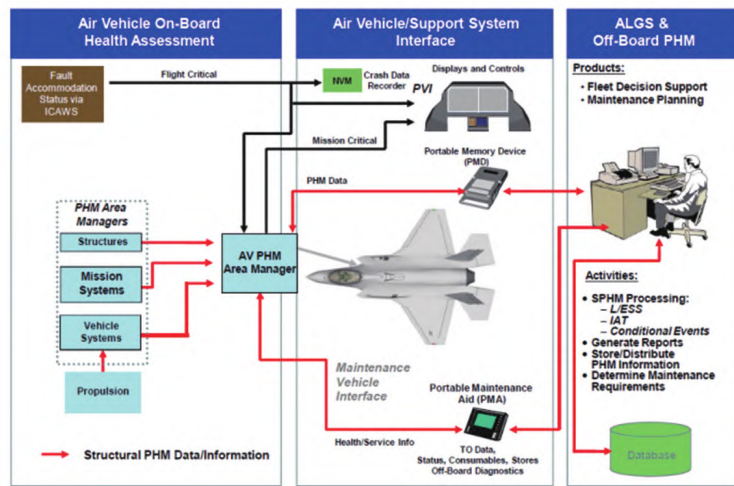 Air Vehicle On-Board
Health Assessment
Air Vehicle/Support System
Interface
ALGS &
Off-Board PHM
Fault
Accommodation
Status via
ICAWS
Flight Critical
NVM
Crash Data
Recorder
Displays and Controls
PVI
Mission Critical
Portable Memory Device
(PMD)
PHM Data
PHM Area
Managers
Structures
Mission
Systems
Vehicle
Systems
Propulsion
AV PHM
Area Manager
Maintenance
Vehicle
Interface
Portable Maintenance
Aid (PMA)
Health/Service Info
TO Data,
Status, Consumables, Stores
Off-Board Diagnostics
Structural PHM Data/Information
Products:
• Fleet Decision Support
• Maintenance Planning
Activities:
• SPHM Processing:
– L/ESS
– IAT
– Conditional Events
• Generate Reports
• Store/Distribute
PHM Information
• Determine Maintenance
Requirements
Database